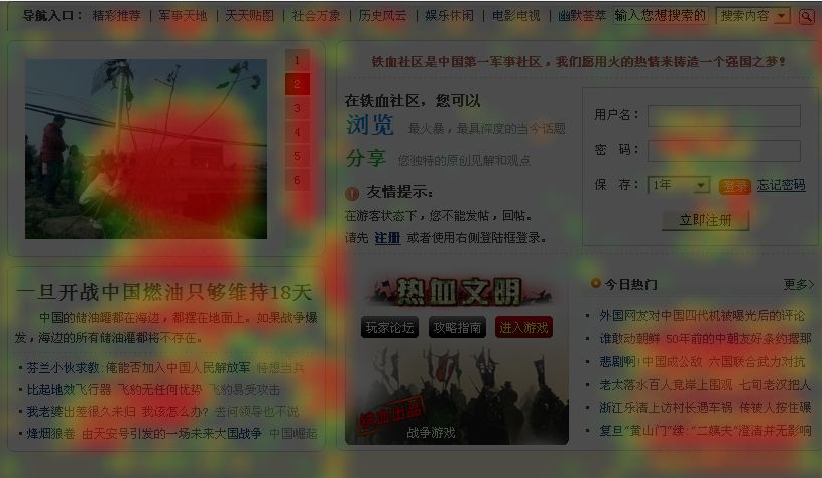 导航入口： 精彩推荐 | 军事天地 | 天天贴图 | 社会万象 | 历史风云 | 娱乐休闲 | 电影电视 | 幽默荟萃 输入您想搜索的 搜索内容
1
2
3
4
5
6
一旦开战中国燃油只够维持18天
中国的储油灌都在海边，都摆在地面上。如果战争爆
发，海边的所有储油灌都将不存在。
芬兰小伙求教：俺能否加入中国人民解放军 特想当兵
比起地效飞行器 飞豹无任何优势 飞豹易受攻击
我老婆出差很久未归 我该怎么办？去问领导也不说
烽烟狼卷 由天安号引发的一场未来大国战争 中国崛起
铁血社区是中国第一军事社区，我们愿用火的热情来铸造一个强国之梦！
在铁血社区，您可以
浏览 最火暴，最具深度的当今话题
分享 您独特的原创见解和观点
友情提示：
在游客状态下，您不能发帖，回帖。
请先 注册 或者使用右侧登陆框登录。
用户名：
密 码：
保 存： 1年 登录 忘记密码
立即注册
热血文明
玩家论坛 攻略指南 进入游戏
铁血出品
战争游戏
今日热门 更多>
外国网友对中国四代机被曝光后的评论
谁敢动朝鲜 50年前的中朝友好条约摆那
悲剧啊!中国成公敌 六国联合武力对抗
老太落水百人竞岸上围观 七旬老汉把人
浙江乐清上访村长遇车祸 传被人按住碾
复旦“黄山门”续：“二姨夫”澄清并无影响